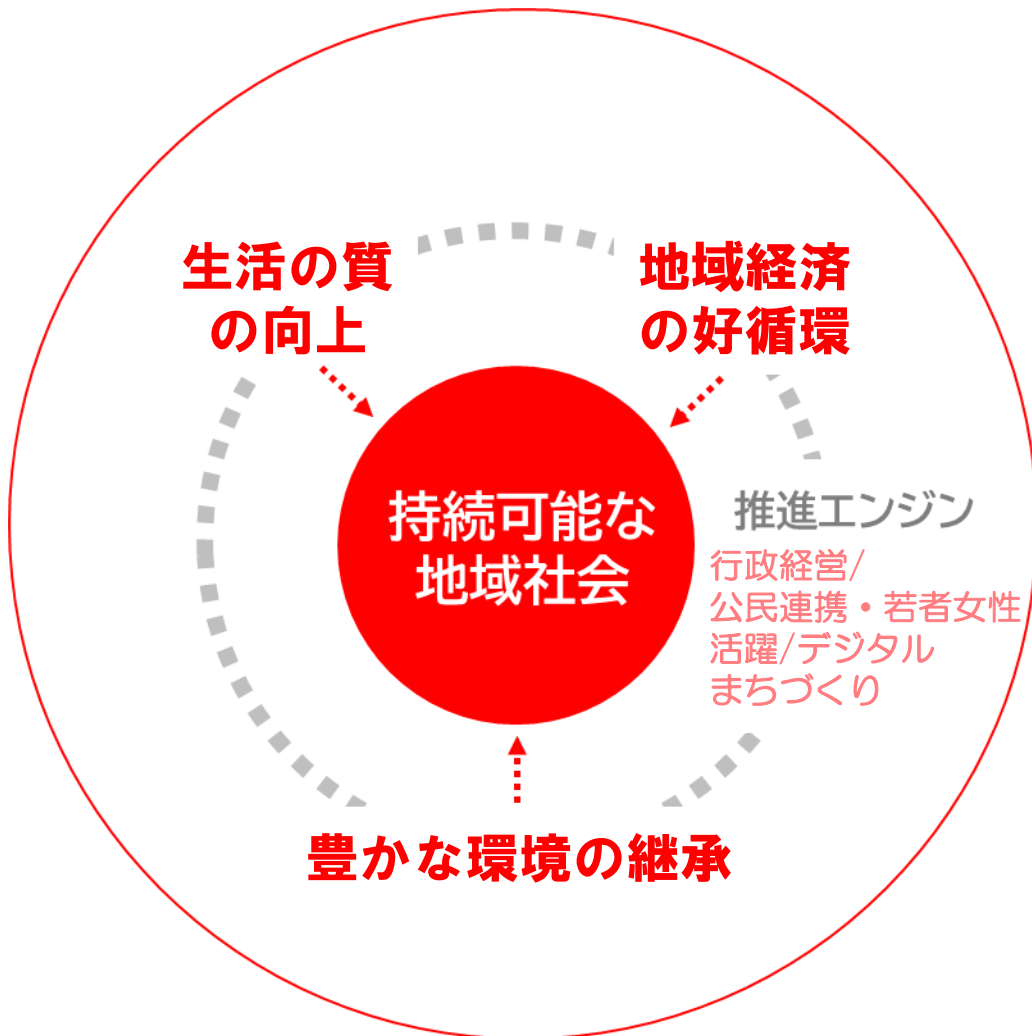 生活の質
の向上
地域経済
の好循環
持続可能な
地域社会
推進エンジン
行政経営/
公民連携・若者女性
活躍/デジタル
まちづくり
豊かな環境の継承